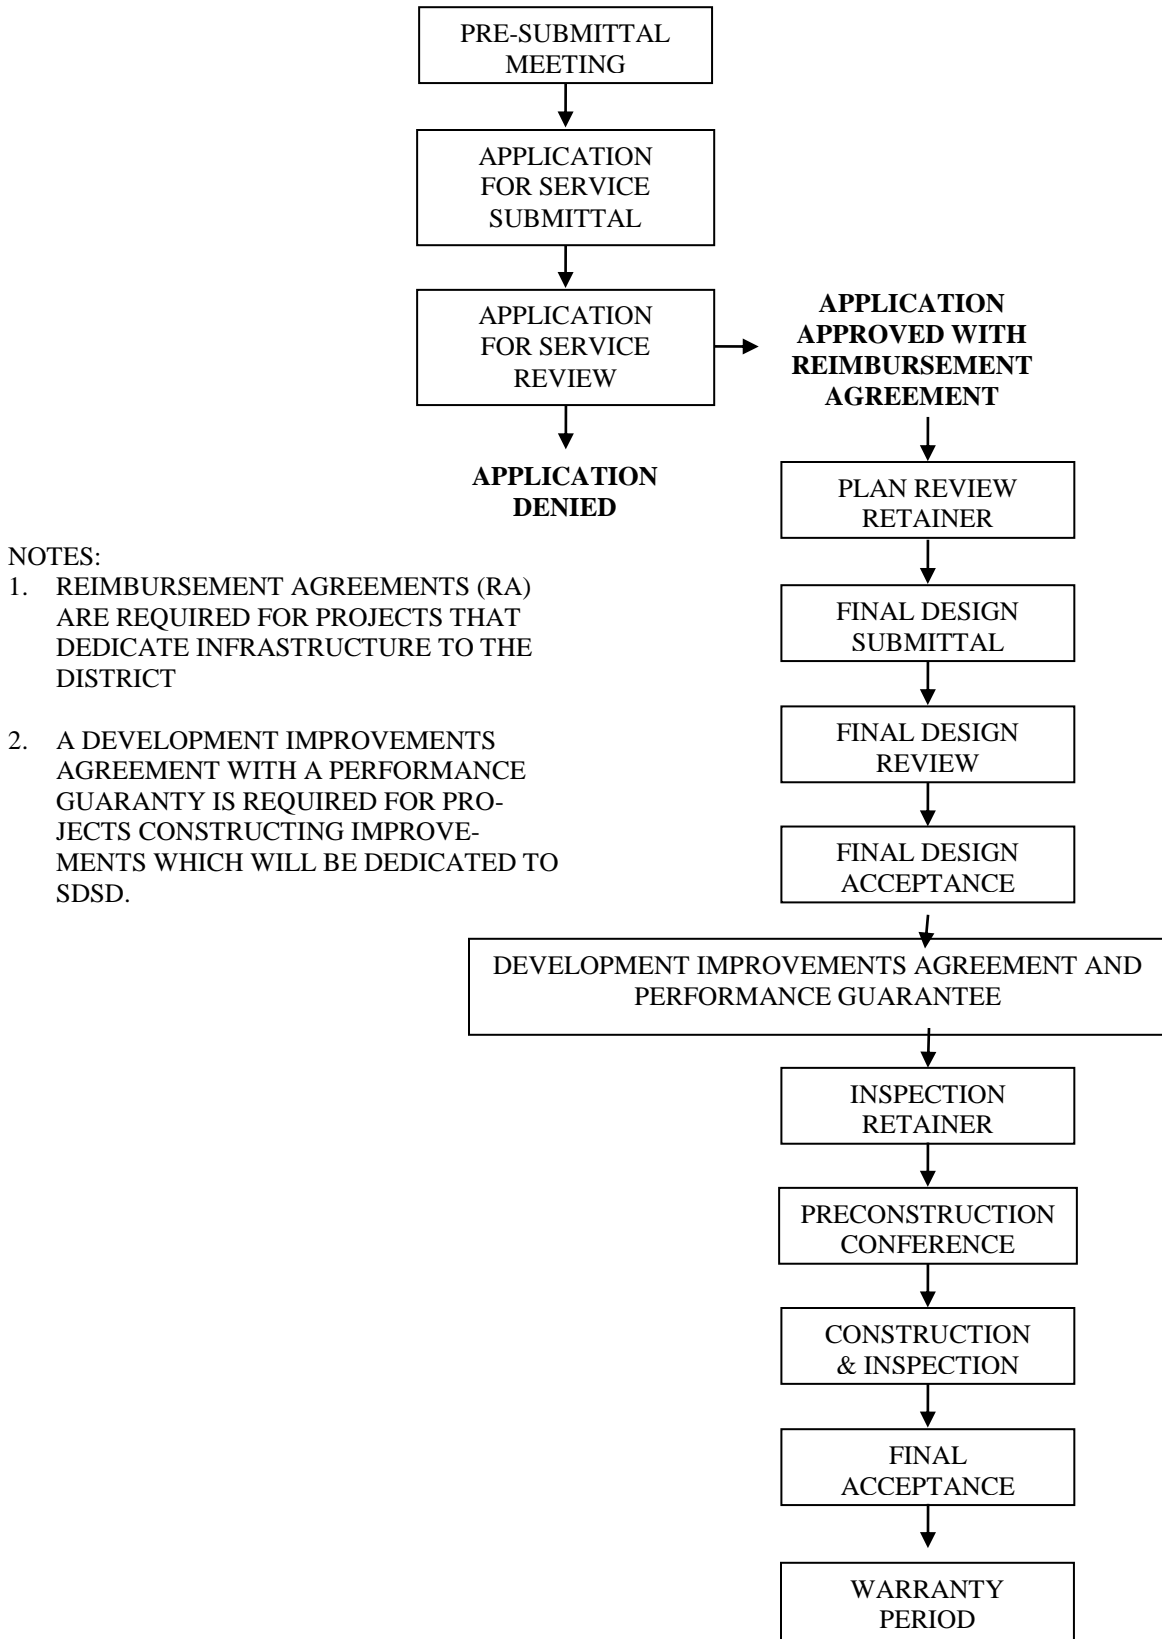 PRE-SUBMITTAL
MEETING
APPLICATION
FOR SERVICE
SUBMITTAL
APPLICATION
FOR SERVICE
REVIEW
APPLICATION
APPROVED WITH
REIMBURSEMENT
AGREEMENT
APPLICATION
DENIED
PLAN REVIEW
RETAINER
NOTES:
1. REIMBURSEMENT AGREEMENTS (RA)
ARE REQUIRED FOR PROJECTS THAT
DEDICATE INFRASTRUCTURE TO THE
DISTRICT
2. A DEVELOPMENT IMPROVEMENTS
AGREEMENT WITH A PERFORMANCE
GUARANTY IS REQUIRED FOR PRO-
JECTS CONSTRUCTING IMPROVE-
MENTS WHICH WILL BE DEDICATED TO
SDSD.
FINAL DESIGN
SUBMITTAL
FINAL DESIGN
REVIEW
FINAL DESIGN
ACCEPTANCE
DEVELOPMENT IMPROVEMENTS AGREEMENT AND
PERFORMANCE GUARANTEE
INSPECTION
RETAINER
PRECONSTRUCTION
CONFERENCE
CONSTRUCTION
& INSPECTION
FINAL
ACCEPTANCE
WARRANTY
PERIOD